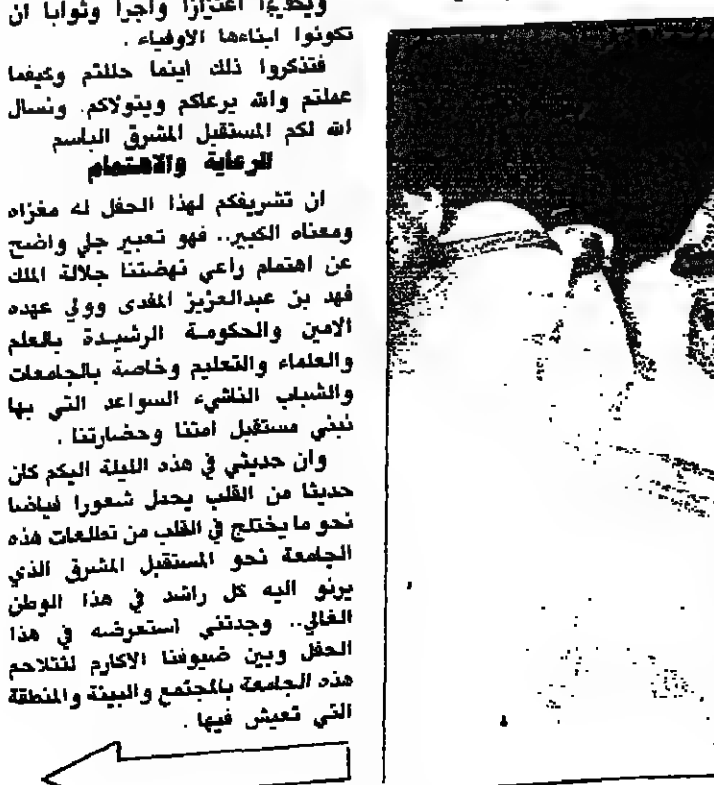 اعتزازا واجرا وثوابا ان
تكونوا ابناءها الاوفياء .
فتذكروا ذلك اينما حللتم وكيفما
عملتم والله يرعاكم ويتولاكم. ونسال
الله لكم المستقبل المشرق الباسم
الرعاية والاهتمام
ان تشريفكم لهذا الحفل له مغزاه
ومعناه الكبير.. فهو تعبير جلي واضح
عن اهتمام راعي نهضتنا جلالة الملك
فهد بن عبدالعزيز المفدى وولي عهده
الامين والحكومة الرشيدة بالعلم
والعلماء والتعليم وخاصة بالجامعات
والشباب الناشيء السواعد التي بها
نبني مستقبل امتنا وحضارتنا .
وان حديثي في هذه الليلة اليكم كان
حديثا من القلب يحمل شعورا فياضا
نحو ما يختلج في القلب من تطلعات هذه
الجامعة نحو المستقبل المشرق الذي
يرنو اليه كل راشد في هذا الوطن
الغالي.. وجدتني استعرضه في هذا
الحفل وبين ضيوفنا الاكارم لتتلاحم
هذه الجامعة بالمجتمع والبيئة والمنطقة
التي تعيش فيها .